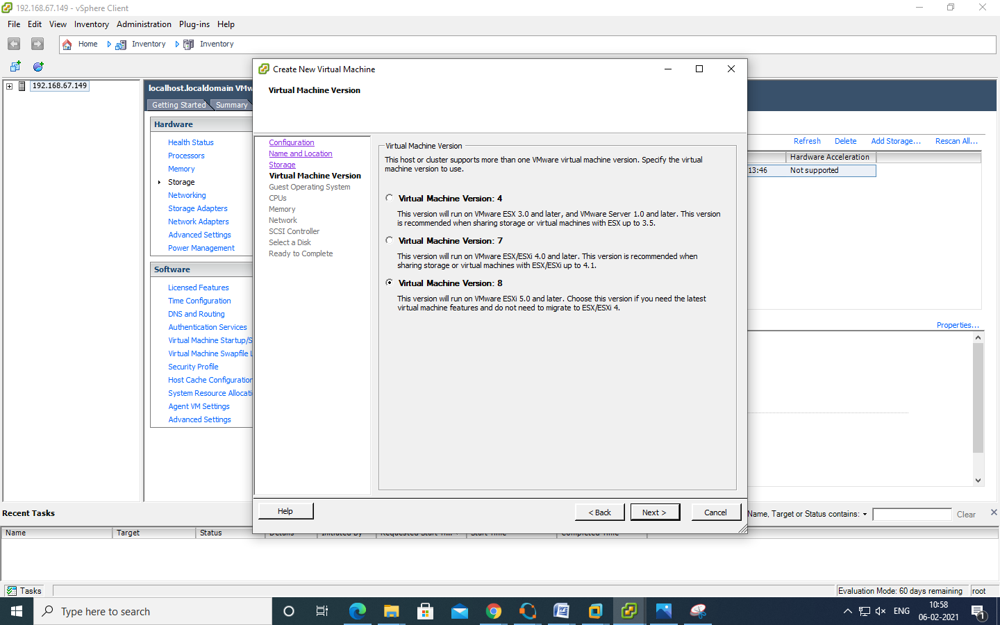 192.168.67.149 - vSphere Client
File Edit View Inventory Administration Plug-ins Help
Home Inventory Inventory
192.168.67.149
localhost.localdomain VMw
Getting Started Summary
Hardware
Health Status
Processors
Memory
Storage
Networking
Storage Adapters
Network Adapters
Advanced Settings
Power Management
Software
Licensed Features
Time Configuration
DNS and Routing
Authentication Services
Virtual Machine Startup/S
Virtual Machine Swapfile L
Security Profile
Host Cache Configuration
System Resource Allocati
Agent VM Settings
Advanced Settings
Create New Virtual Machine
Virtual Machine Version
Configuration
Name and Location
Storage
Virtual Machine Version
Guest Operating System
CPUs
Memory
Network
SCSI Controller
Select a Disk
Ready to Complete
Virtual Machine Version
This host or cluster supports more than one VMware virtual machine version. Specify the virtual
machine version to use.
Virtual Machine Version: 4
This version will run on VMware ESX 3.0 and later, and VMware Server 1.0 and later. This version
is recommended when sharing storage or virtual machines with ESX up to 3.5.
Virtual Machine Version: 7
This version will run on VMware ESX/ESXi 4.0 and later. This version is recommended when
sharing storage or virtual machines with ESX/ESXi up to 4.1.
Virtual Machine Version: 8
This version will run on VMware ESXi 5.0 and later. Choose this version if you need the latest
virtual machine features and do not need to migrate to ESX/ESXi 4.
Help < Back Next > Cancel
Refresh Delete Add Storage... Rescan All...
Hardware Acceleration
13:46 Not supported
Properties...
Recent Tasks
Name, Target or Status contains: Clear
Name Target Status Details Initiated by Requested Start Ti... Start Time Completed Time
Tasks
Evaluation Mode: 60 days remaining root
Type here to search
ENG
10:58
06-02-2021
1